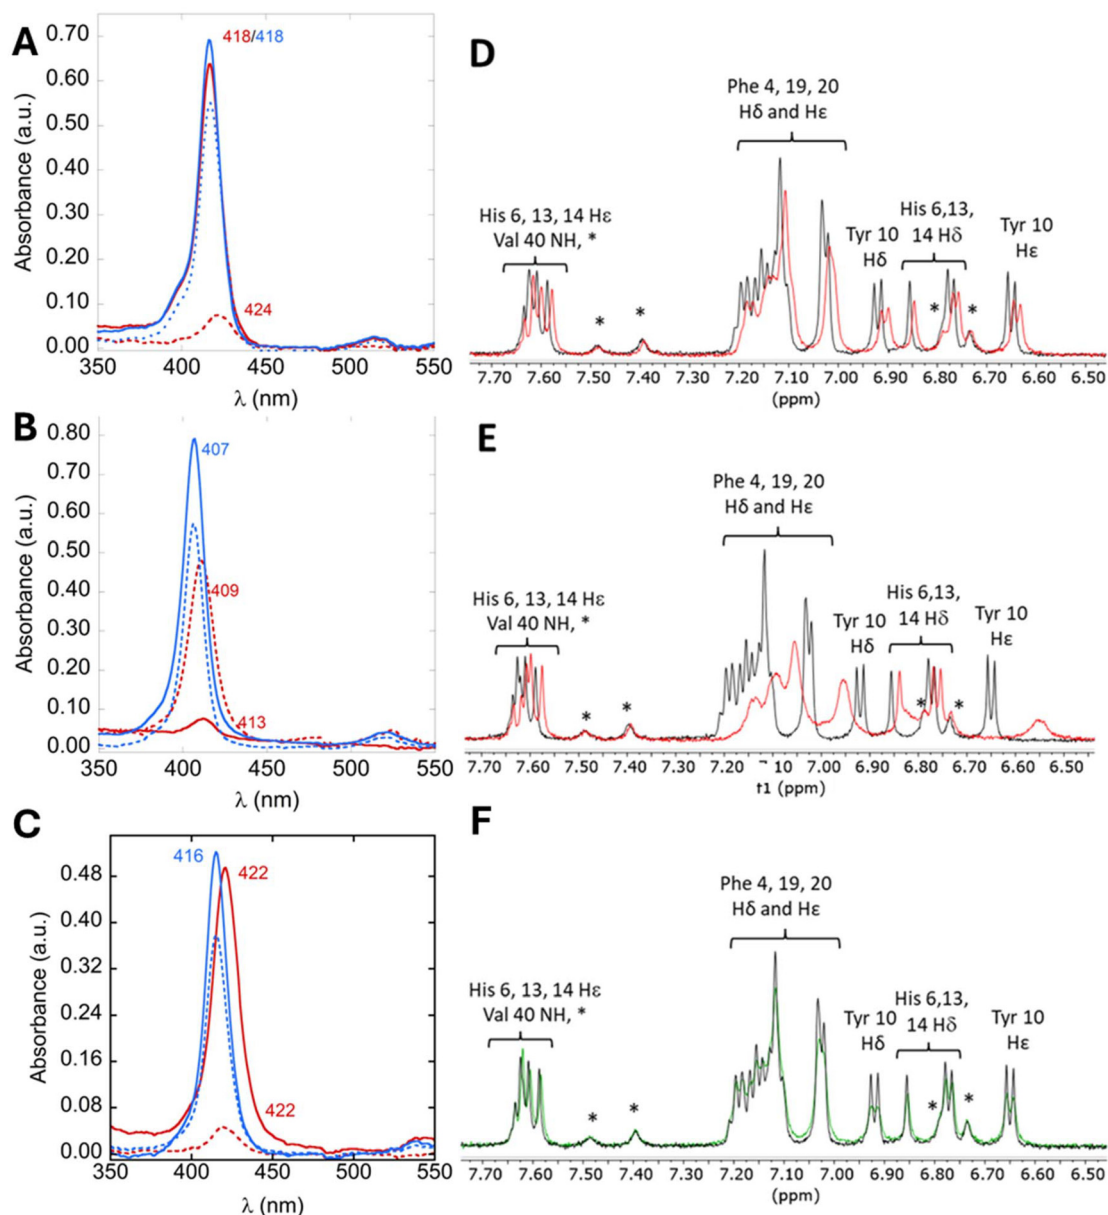 A
418/418
424
0.70
0.60
0.50
0.40
0.30
0.20
0.10
0.00
Absorbance (a.u.)
350 400 450 500 550
λ (nm)
D
Phe 4, 19, 20
Hδ and Hε
His 6, 13, 14 Hε
Val 40 NH, *
* *
Tyr 10
Hδ
His 6,13,
14 Hδ
* *
Tyr 10
Hε
7.70 7.60 7.50 7.40 7.30 7.20 7.10 7.00 6.90 6.80 6.70 6.60 6.50
(ppm)
B
407
409
413
0.80
0.70
0.60
0.50
0.40
0.30
0.20
0.10
0.00
Absorbance (a.u.)
350 400 450 500 550
λ (nm)
E
Phe 4, 19, 20
Hδ and Hε
His 6, 13, 14 Hε
Val 40 NH, *
* *
Tyr 10
Hδ
His 6,13,
14 Hδ
* *
Tyr 10
Hε
7.70 7.60 7.50 7.40 7.30 7.20 7.10 7.00 6.90 6.80 6.70 6.60 6.50
f1 (ppm)
C
416
422
422
0.48
0.40
0.32
0.24
0.16
0.08
0.00
Absorbance (a.u.)
350 400 450 500 550
λ (nm)
F
Phe 4, 19, 20
Hδ and Hε
His 6, 13, 14 Hε
Val 40 NH, *
* *
Tyr 10
Hδ
His 6,13,
14 Hδ
* *
Tyr 10
Hε
7.70 7.60 7.50 7.40 7.30 7.20 7.10 7.00 6.90 6.80 6.70 6.60 6.50
(ppm)